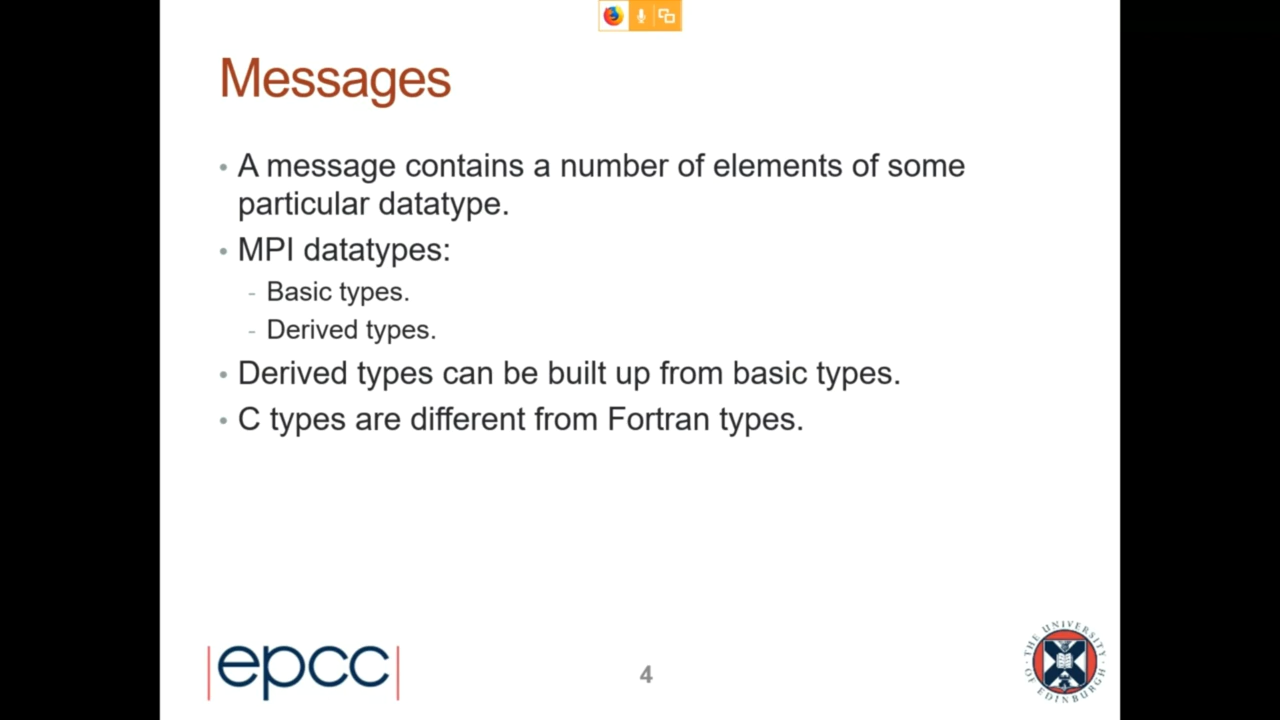 Messages
• A message contains a number of elements of some
particular datatype.
• MPI datatypes:
- Basic types.
- Derived types.
• Derived types can be built up from basic types.
• C types are different from Fortran types.
|epcc|
4
THE UNIVERSITY
OF EDINBURGH